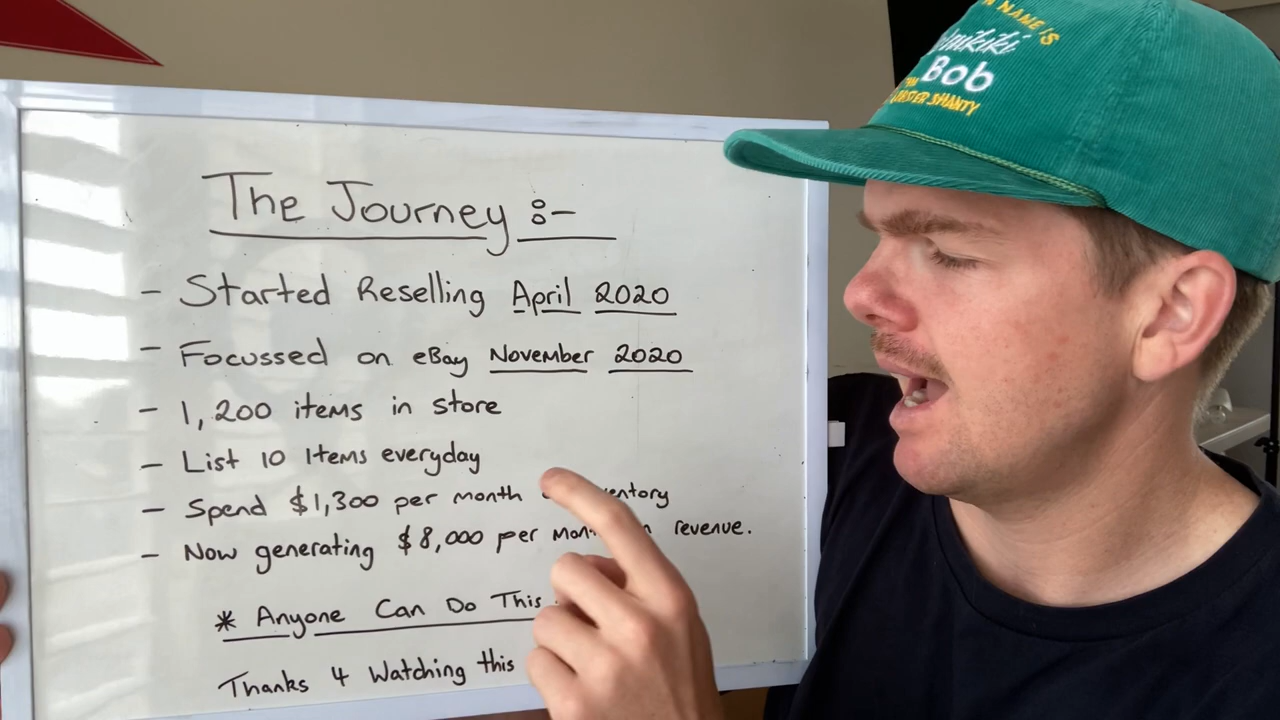 NAME'S
Bob
SHANTY
The Journey :-
- Started Reselling April 2020
- Focussed on eBay November 2020
- 1,200 items in store
- List 10 Items everyday
- Spend $1,300 per month
- Now generating $8,000 per revenue.
* Anyone Can Do This
Thanks 4 Watching this